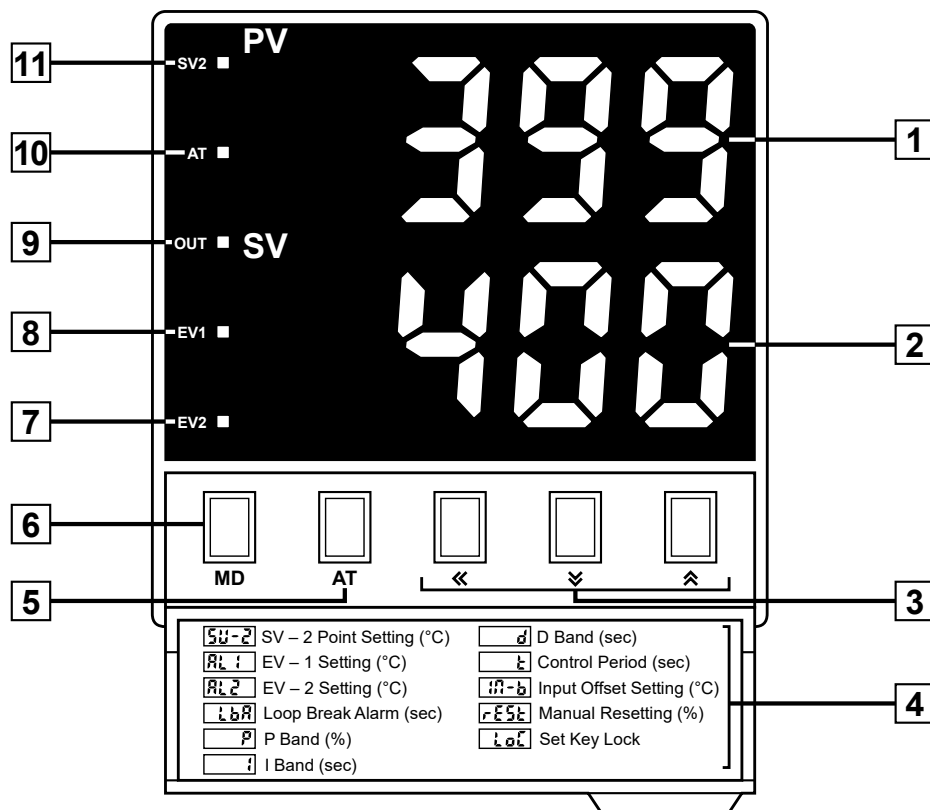 PV
11
SV2
399
1
10
AT
9
OUT
SV
400
8
EV1
2
7
EV2
6
MD
AT
«
5
3
SV-2 SV – 2 Point Setting (°C)
AL1 EV – 1 Setting (°C)
AL2 EV – 2 Setting (°C)
LbA Loop Break Alarm (sec)
P P Band (%)
I I Band (sec)
d D Band (sec)
t Control Period (sec)
IN-b Input Offset Setting (°C)
rESt Manual Resetting (%)
LoC Set Key Lock
4